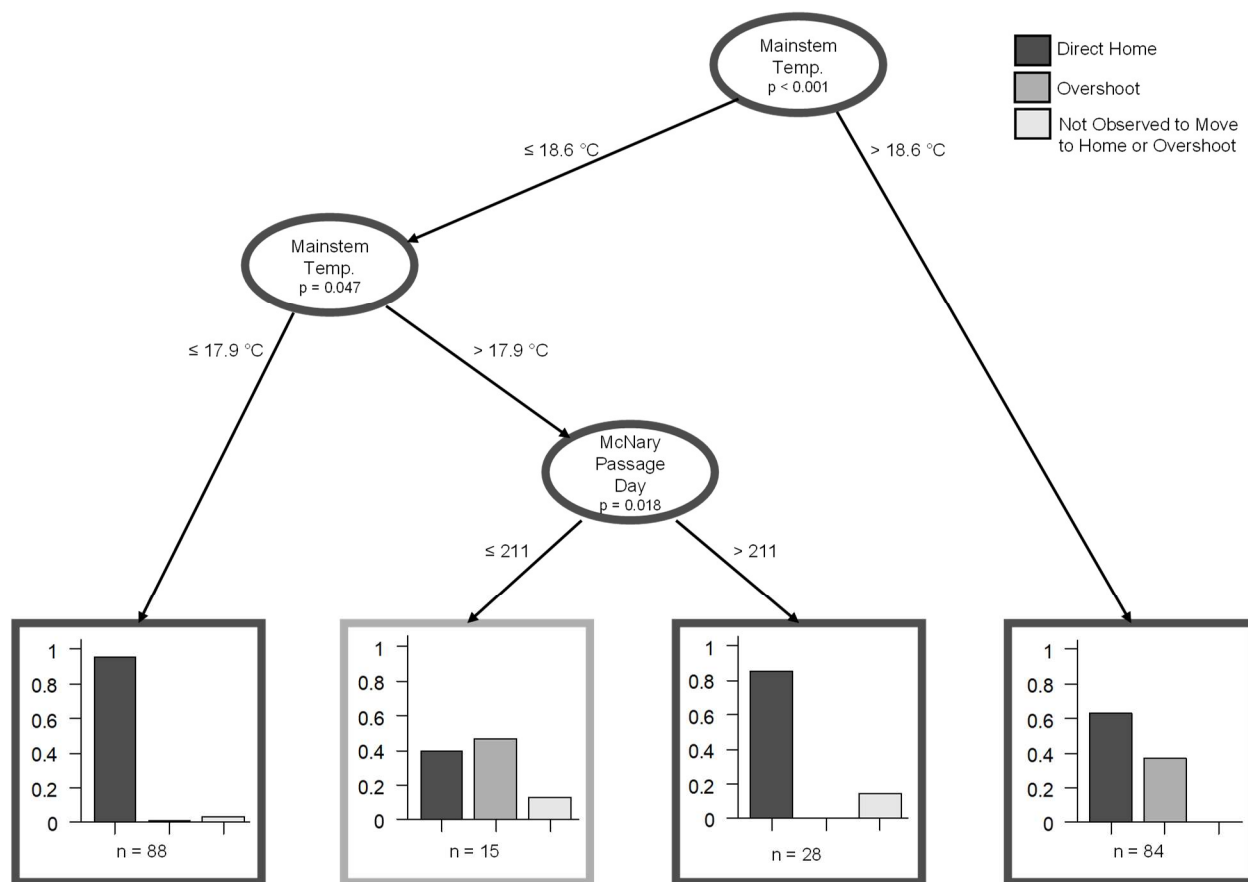 Mainstem
Temp.
p < 0.001
Direct Home
Overshoot
Not Observed to Move
to Home or Overshoot
≤ 18.6 °C
> 18.6 °C
Mainstem
Temp.
p = 0.047
≤ 17.9 °C
> 17.9 °C
McNary
Passage
Day
p = 0.018
≤ 211
> 211
1
0.8
0.6
0.4
0.2
0
n = 88
1
0.8
0.6
0.4
0.2
0
n = 15
1
0.8
0.6
0.4
0.2
0
n = 28
1
0.8
0.6
0.4
0.2
0
n = 84